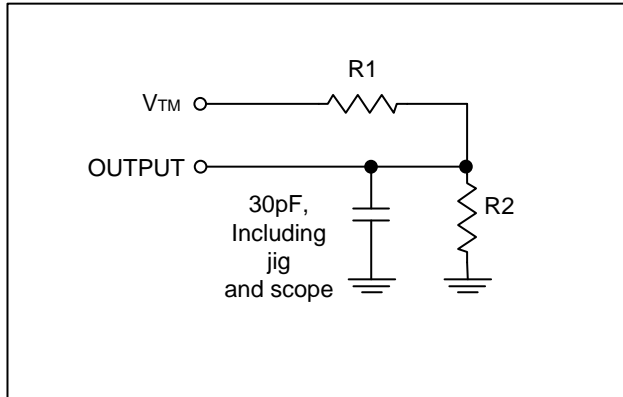 R1
VTM
OUTPUT
30pF,
Including
jig
and scope
R2